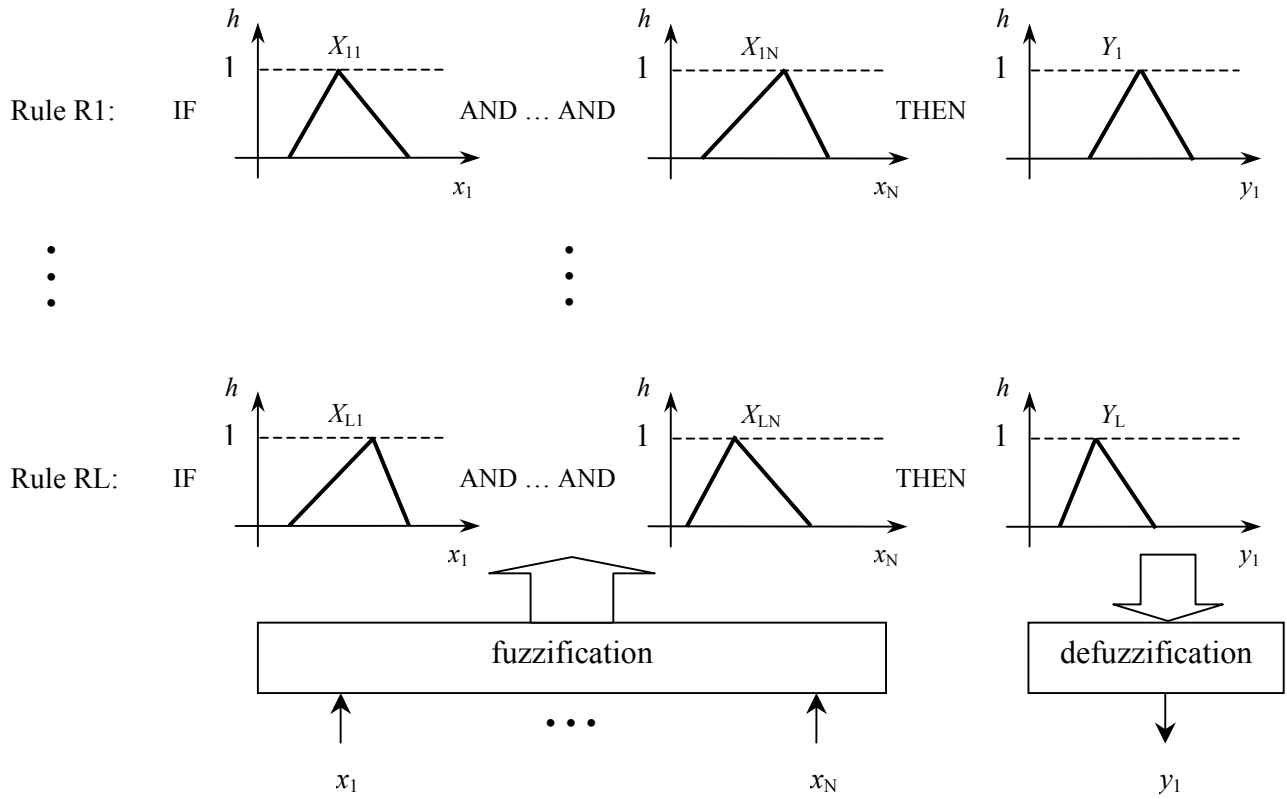 h h h
X11 X1N Y1
1 1 1
Rule R1: IF AND … AND THEN
x1 xN y1
h h h
XL1 XLN YL
1 1 1
Rule RL: IF AND … AND THEN
x1 xN y1
fuzzification defuzzification
x1 xN y1